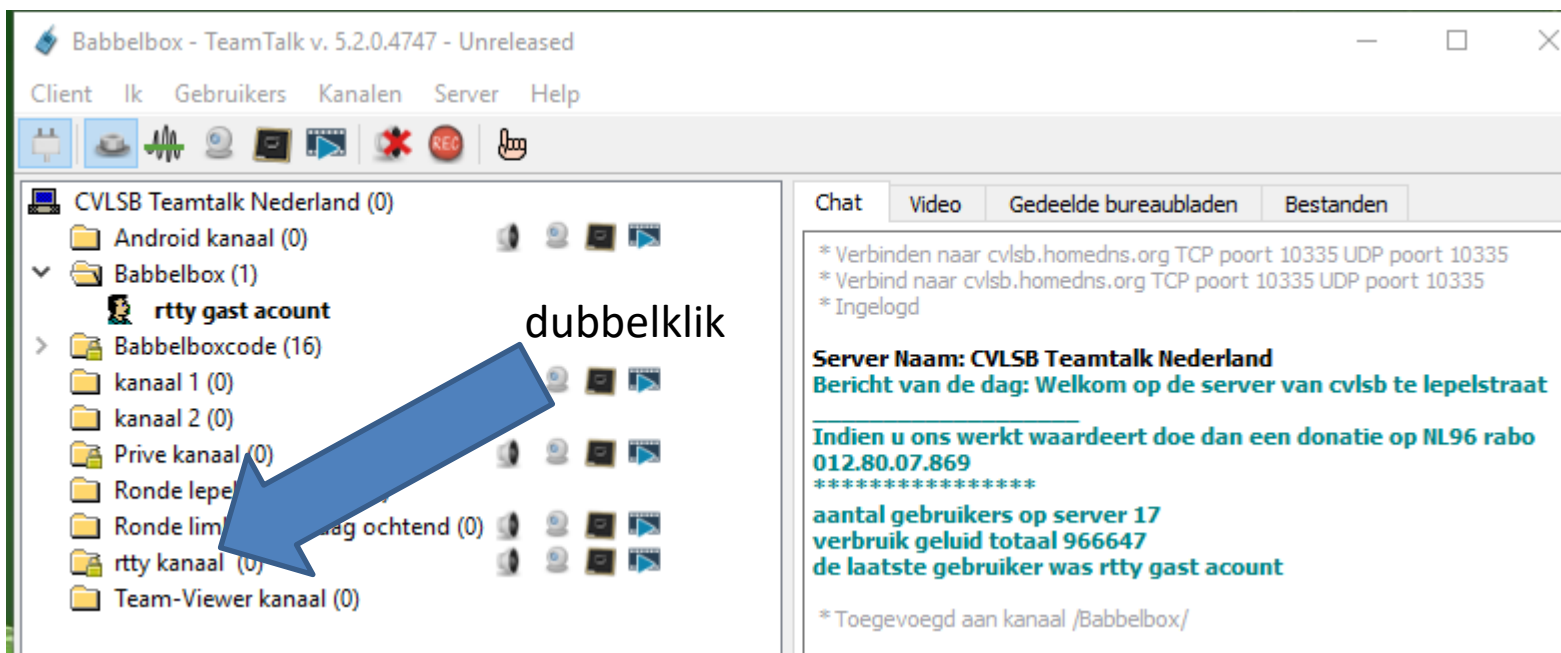 Babbelbox - TeamTalk v. 5.2.0.4747 - Unreleased
Client Ik Gebruikers Kanalen Server Help
REC
CVLSB Teamtalk Nederland (0)
Android kanaal (0)
Babbelbox (1)
rtty gast acount
Babbelboxcode (16)
kanaal 1 (0)
kanaal 2 (0)
Prive kanaal (0)
Ronde
Ronde ochtend (0)
rtty kanaal (0)
Team-Viewer kanaal (0)
dubbelklik
Chat Video Gedeelde bureaubladen Bestanden
* Verbinden naar cvlsb.homedns.org TCP poort 10335 UDP poort 10335
* Verbind naar cvlsb.homedns.org TCP poort 10335 UDP poort 10335
* Ingelogd
Server Naam: CVLSB Teamtalk Nederland
Bericht van de dag: Welkom op de server van cvlsb te lepelstraat
___________________
Indien u ons werkt waardeert doe dan een donatie op NL96 rabo
012.80.07.869
****************
aantal gebruikers op server 17
verbruik geluid totaal 966647
de laatste gebruiker was rtty gast acount
* Toegevoegd aan kanaal /Babbelbox/